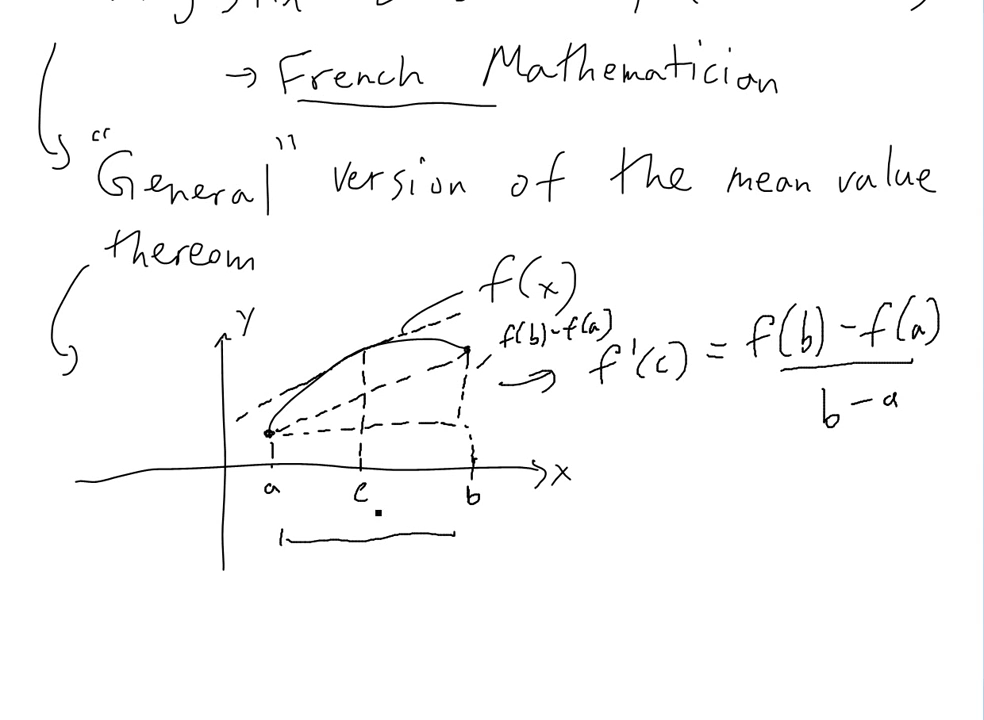 → French Mathematician
"General" version of the mean value
thereom
f(x)
Y
f(b)-f(a)
→ f'(c) = f(b) - f(a)
b - a
X
a c b